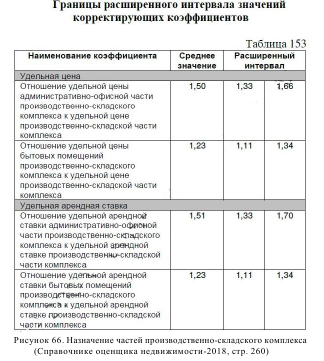 Границы расширенного интервала значений
корректирующих коэффициентов
Таблица 153
Наименование коэффициента
Среднее
значение
Расширенный
интервал
Удельная цена
Отношение удельной цены
административно-офисной части
производственно-складского
комплекса к удельной цене
производственно-складской части
комплекса
1,50
1,33
1,66
Отношение удельной цены
бытовых помещений
производственно-складского
комплекса к удельной цене
производственно-складской части
комплекса
1,23
1,11
1,34
Удельная арендная ставка
Отношение удельной арендной
ставки административно-офисной
части производственно-складского
комплекса к удельной арендной
ставке производственно-складской
части комплекса
1,51
1,33
1,70
Отношение удельной арендной
ставки бытовых помещений
производственно-складского
комплекса к удельной арендной
ставке производственно-складской
части комплекса
1,23
1,11
1,34
Рисунок 66. Назначение частей производственно-складского комплекса
(Справочнике оценщика недвижимости-2018, стр. 260)